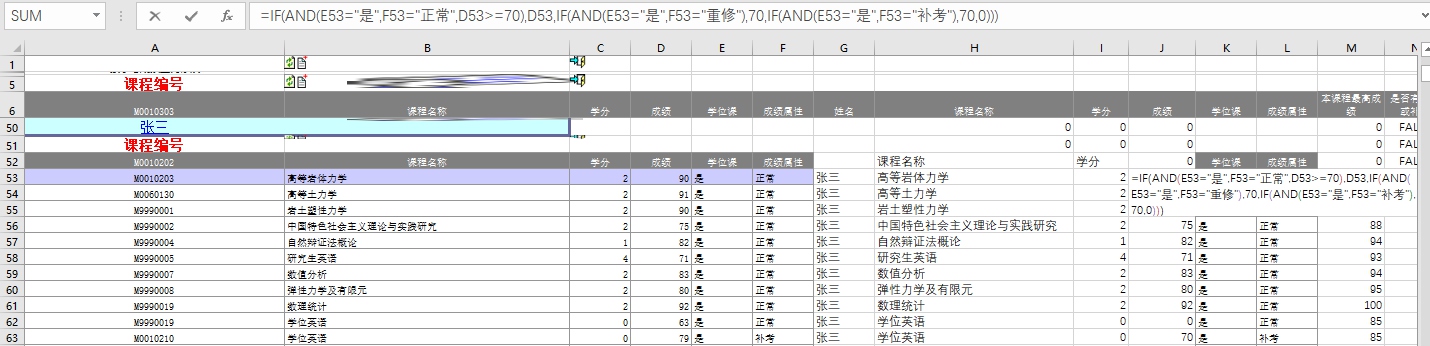 SUM =IF(AND(E53="是",F53="正常",D53>=70),D53,IF(AND(E53="是",F53="重修"),70,IF(AND(E53="是",F53="补考"),70,0)))
A B C D E F G H I J K L M N
1
5 课程编号
6 M0010303 课程名称 学分 成绩 学位课 成绩属性 姓名 课程名称 学分 成绩 学位课 成绩属性 本课程最高成绩 是否有
50 张三 0 0 0 0 FAL
51 课程编号 0 0 0 0 FAL
52 M0010202 课程名称 学分 成绩 学位课 成绩属性 课程名称 学分 0 学位课 成绩属性 0 FAL
53 M0010203 高等岩体力学 2 90 是 正常 张三 高等岩体力学 2 =IF(AND(E53="是",F53="正常",D53>=70),D53,IF(AND(
54 M0060130 高等土力学 2 91 是 正常 张三 高等土力学 2 E53="是",F53="重修"),70,IF(AND(E53="是",F53="补考"),
55 M9990001 岩土塑性力学 2 90 是 正常 张三 岩土塑性力学 2 70,0)))
56 M9990002 中国特色社会主义理论与实践研究 2 75 是 正常 张三 中国特色社会主义理论与实践研究 2 75 是 正常 88
57 M9990004 自然辩证法概论 1 82 是 正常 张三 自然辩证法概论 1 82 是 正常 94
58 M9990005 研究生英语 4 71 是 正常 张三 研究生英语 4 71 是 正常 93
59 M9990007 数值分析 2 83 是 正常 张三 数值分析 2 83 是 正常 94
60 M9990008 弹性力学及有限元 2 80 是 正常 张三 弹性力学及有限元 2 80 是 正常 95
61 M9990019 数理统计 2 92 是 正常 张三 数理统计 2 92 是 正常 100
62 M9990019 学位英语 0 63 是 正常 张三 学位英语 0 0 是 正常 85
63 M0010210 学位英语 0 79 是 补考 张三 学位英语 0 70 是 补考 85